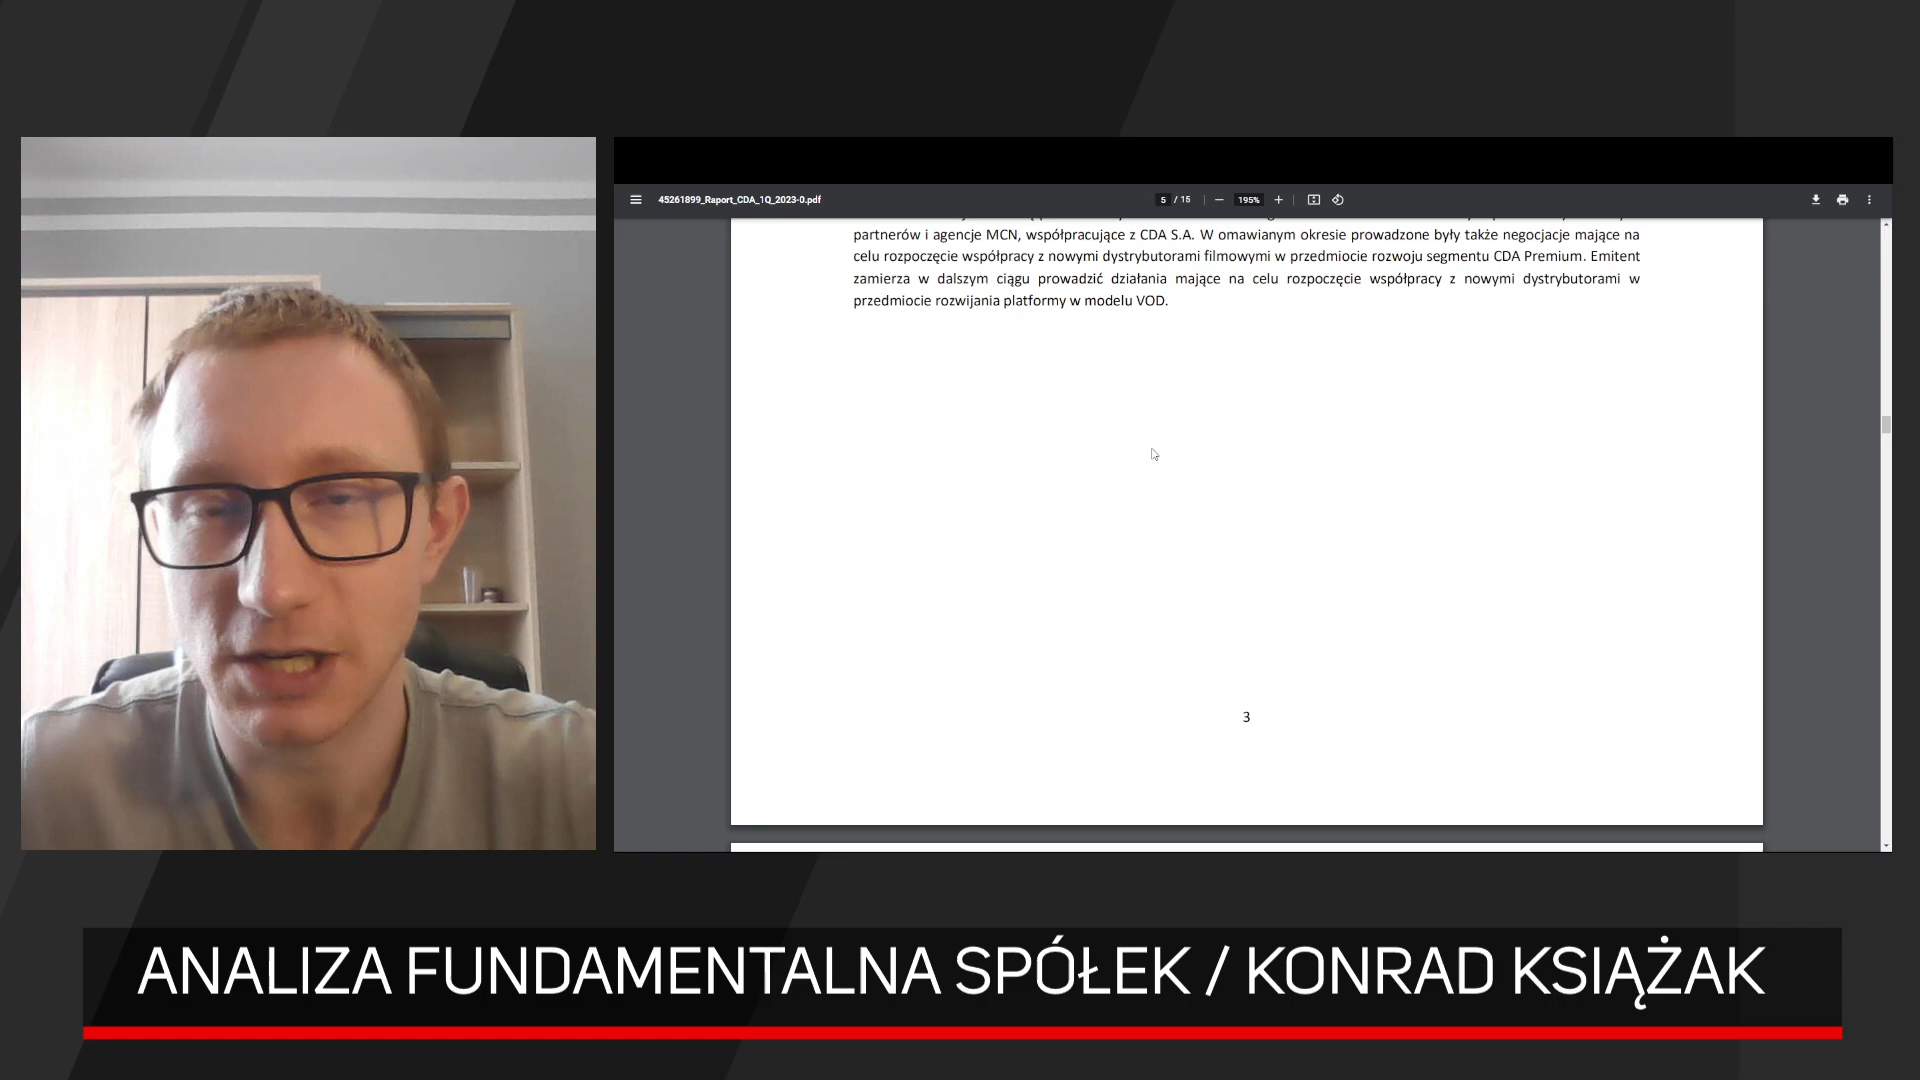 45261899_Raport_CDA_1Q_2023-0.pdf
5 / 15
195%
partnerów i agencje MCN, współpracujące z CDA S.A. W omawianym okresie prowadzone były także negocjacje mające na
celu rozpoczęcie współpracy z nowymi dystrybutorami filmowymi w przedmiocie rozwoju segmentu CDA Premium. Emitent
zamierza w dalszym ciągu prowadzić działania mające na celu rozpoczęcie współpracy z nowymi dystrybutorami w
przedmiocie rozwijania platformy w modelu VOD.
3
ANALIZA FUNDAMENTALNA SPÓŁEK / KONRAD KSIĄŻAK